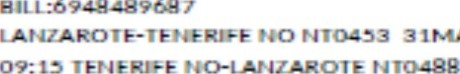 BILL:6948489687
LANZAROTE-TENERIFE NO NT0453 31MA
09:15 TENERIFE NO-LANZAROTE NT0488